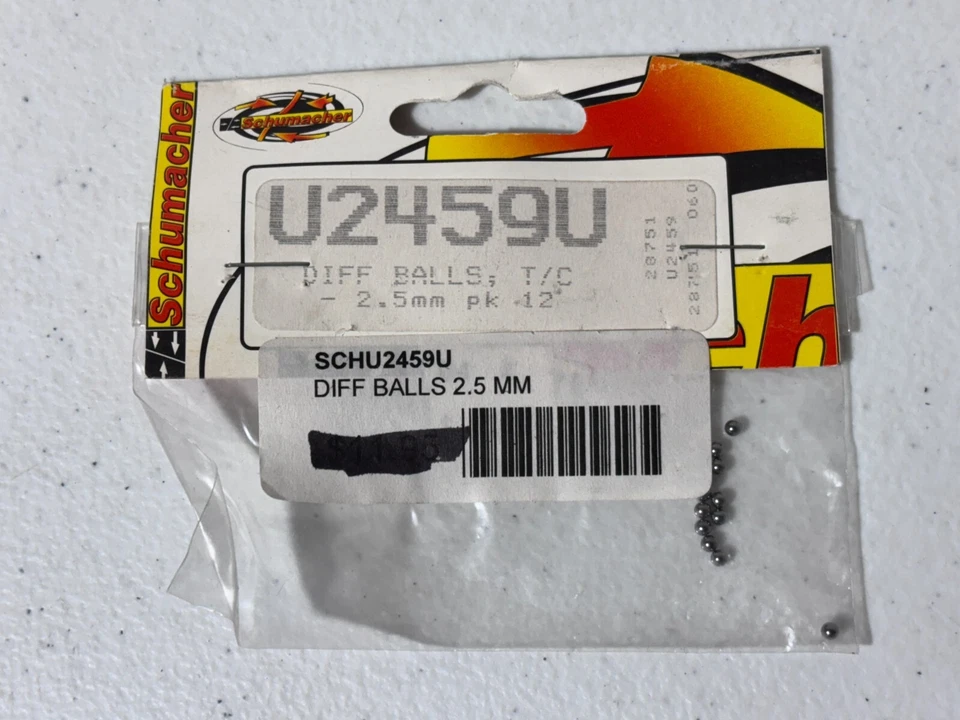 Schumacher
Schumacher
U2459U
DIFF BALLS, T/C
- 2.5mm pk 12
28751
U2459
28751 060
ch
SCHU2459U
DIFF BALLS 2.5 MM